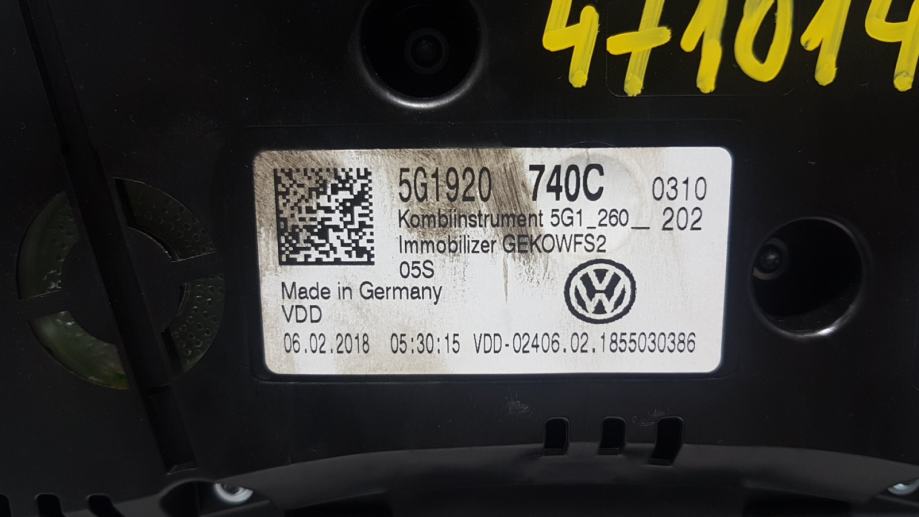 471014
5G1920 740C 0310
Kombiinstrument 5G1_260__ 202
Immobilizer GEKOWFS2
05S
Made in Germany
VDD
06.02.2018 05:30:15 VDD-02406.02.1855030386